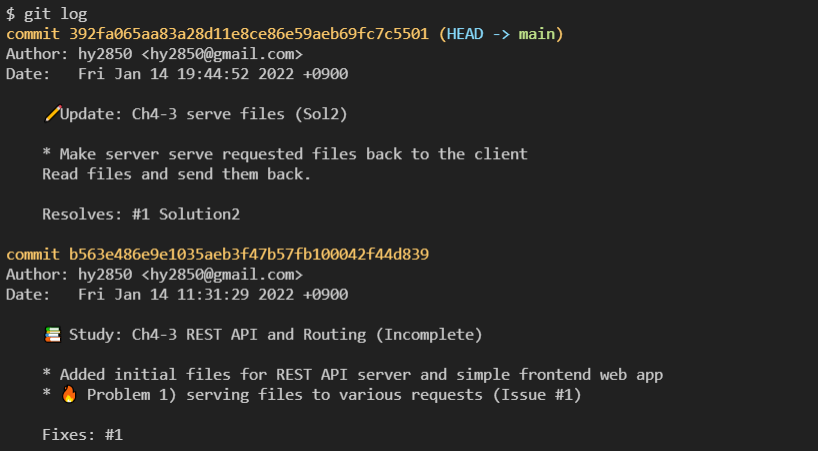 $ git log
commit 392fa065aa83a28d11e8ce86e59aeb69fc7c5501 (HEAD -> main)
Author: hy2850 <hy2850@gmail.com>
Date:   Fri Jan 14 19:44:52 2022 +0900
✏️Update: Ch4-3 serve files (Sol2)
* Make server serve requested files back to the client
Read files and send them back.
Resolves: #1 Solution2
commit b563e486e9e1035aeb3f47b57fb100042f44d839
Author: hy2850 <hy2850@gmail.com>
Date:   Fri Jan 14 11:31:29 2022 +0900
📚 Study: Ch4-3 REST API and Routing (Incomplete)
* Added initial files for REST API server and simple frontend web app
* 🔥 Problem 1) serving files to various requests (Issue #1)
Fixes: #1